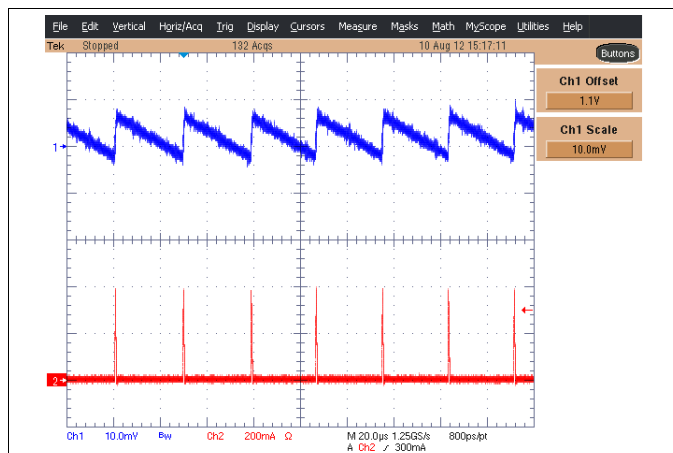 File Edit Vertical Horiz/Acq Trig Display Cursors Measure Masks Math MyScope Utilities Help
Tek Stopped 132 Acqs 10 Aug 12 15:17:11
Buttons
Ch1 Offset
1.1V
Ch1 Scale
10.0mV
1
2
Ch1 10.0mV Bw Ch2 200mA Ω M 20.0µs 1.25GS/s 800ps/pt
A Ch2 ⁄ 300mA